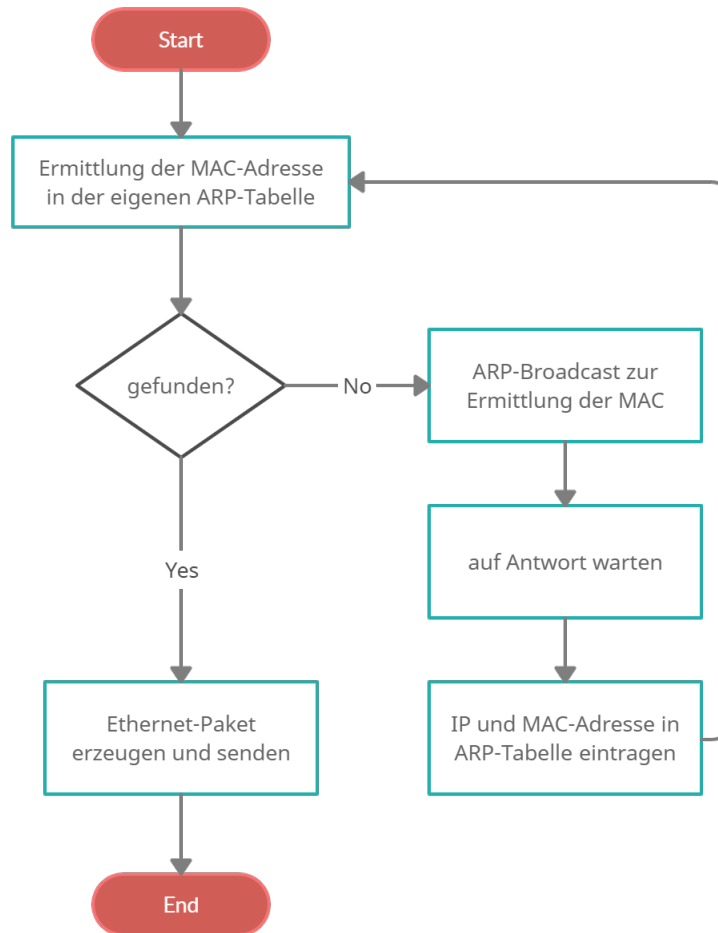 Start
Ermittlung der MAC-Adresse
in der eigenen ARP-Tabelle
gefunden?
No
ARP-Broadcast zur
Ermittlung der MAC
auf Antwort warten
Yes
Ethernet-Paket
erzeugen und senden
IP und MAC-Adresse in
ARP-Tabelle eintragen
End